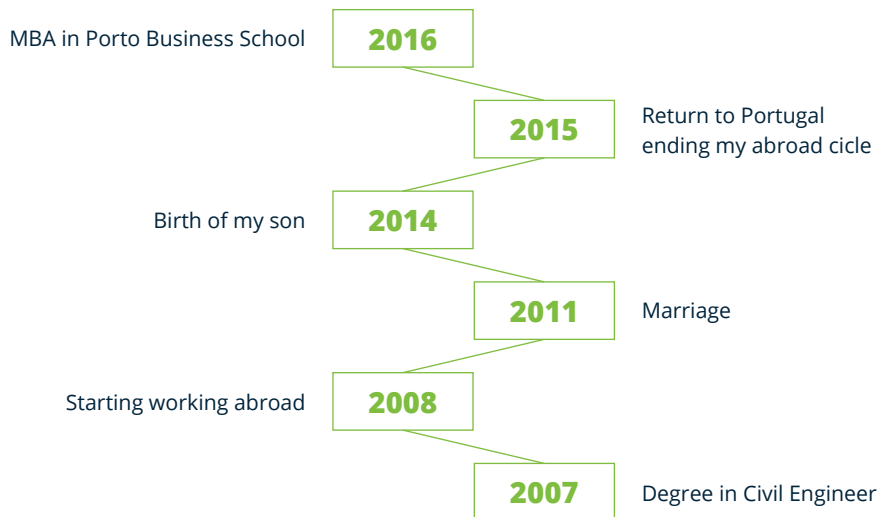 MBA in Porto Business School
2016
2015
Return to Portugal
ending my abroad cicle
Birth of my son
2014
2011
Marriage
Starting working abroad
2008
2007
Degree in Civil Engineer